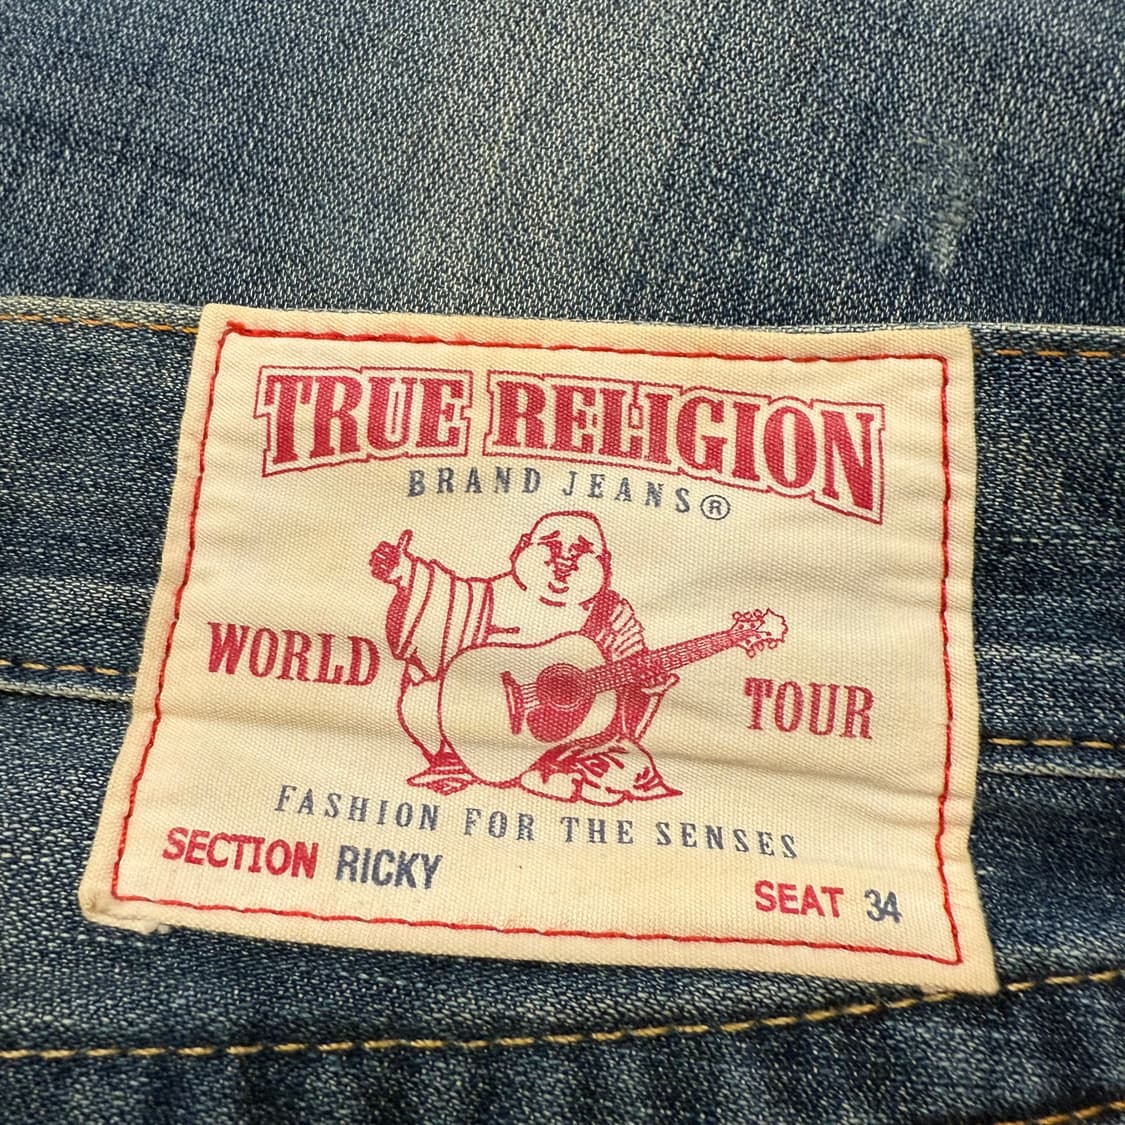 TRUE RELIGION
BRAND JEANS®
WORLD TOUR
FASHION FOR THE SENSES
SECTION RICKY SEAT 34